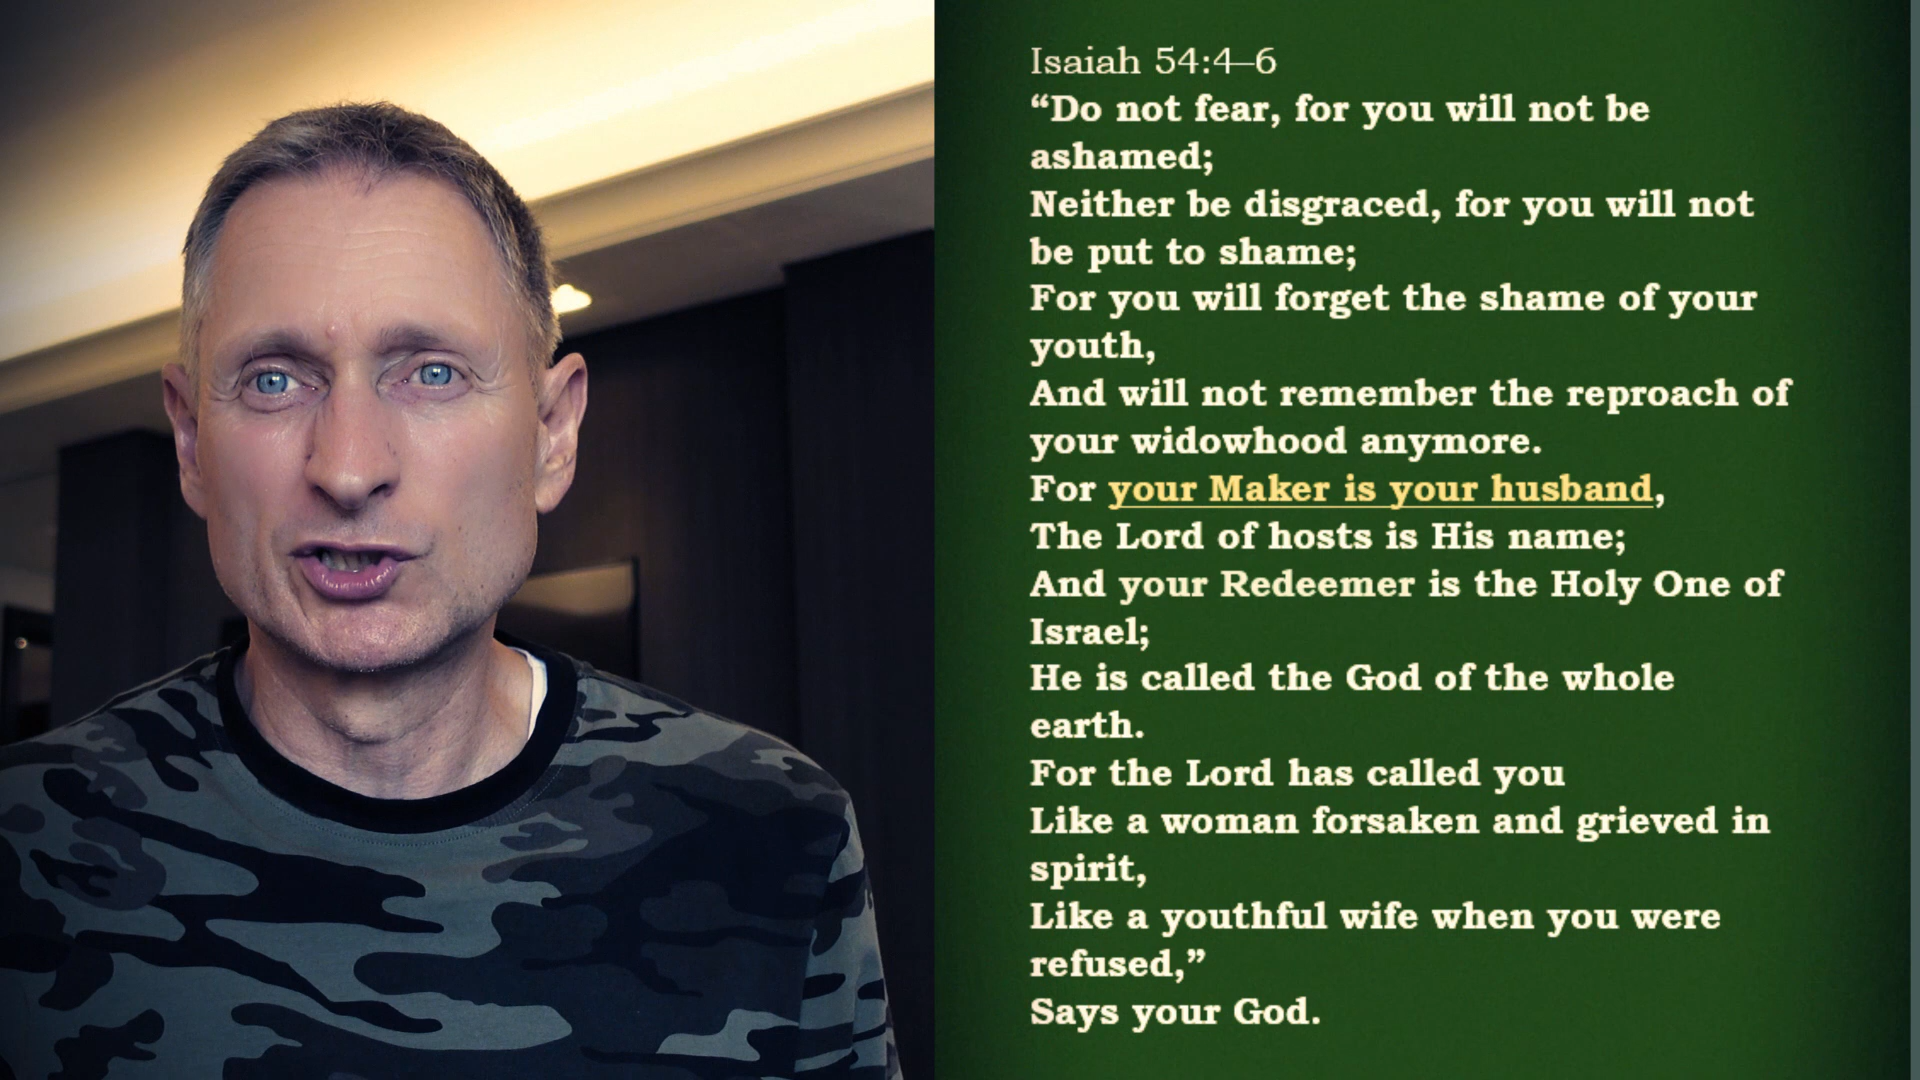 Isaiah 54:4–6
“Do not fear, for you will not be
ashamed;
Neither be disgraced, for you will not
be put to shame;
For you will forget the shame of your
youth,
And will not remember the reproach of
your widowhood anymore.
For your Maker is your husband,
The Lord of hosts is His name;
And your Redeemer is the Holy One of
Israel;
He is called the God of the whole
earth.
For the Lord has called you
Like a woman forsaken and grieved in
spirit,
Like a youthful wife when you were
refused,”
Says your God.